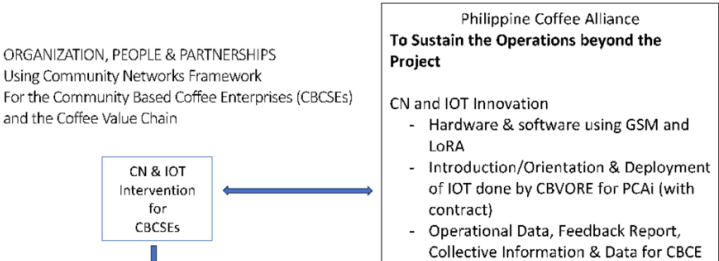 ORGANIZATION, PEOPLE & PARTNERSHIPS
Using Community Networks Framework
For the Community Based Coffee Enterprises (CBCSEs)
and the Coffee Value Chain
CN & IOT
Intervention
for
CBCSEs
Philippine Coffee Alliance
To Sustain the Operations beyond the
Project
CN and IOT Innovation
- Hardware & software using GSM and
LoRA
- Introduction/Orientation & Deployment
of IOT done by CBVORE for PCAi (with
contract)
- Operational Data, Feedback Report,
Collective Information & Data for CBCE